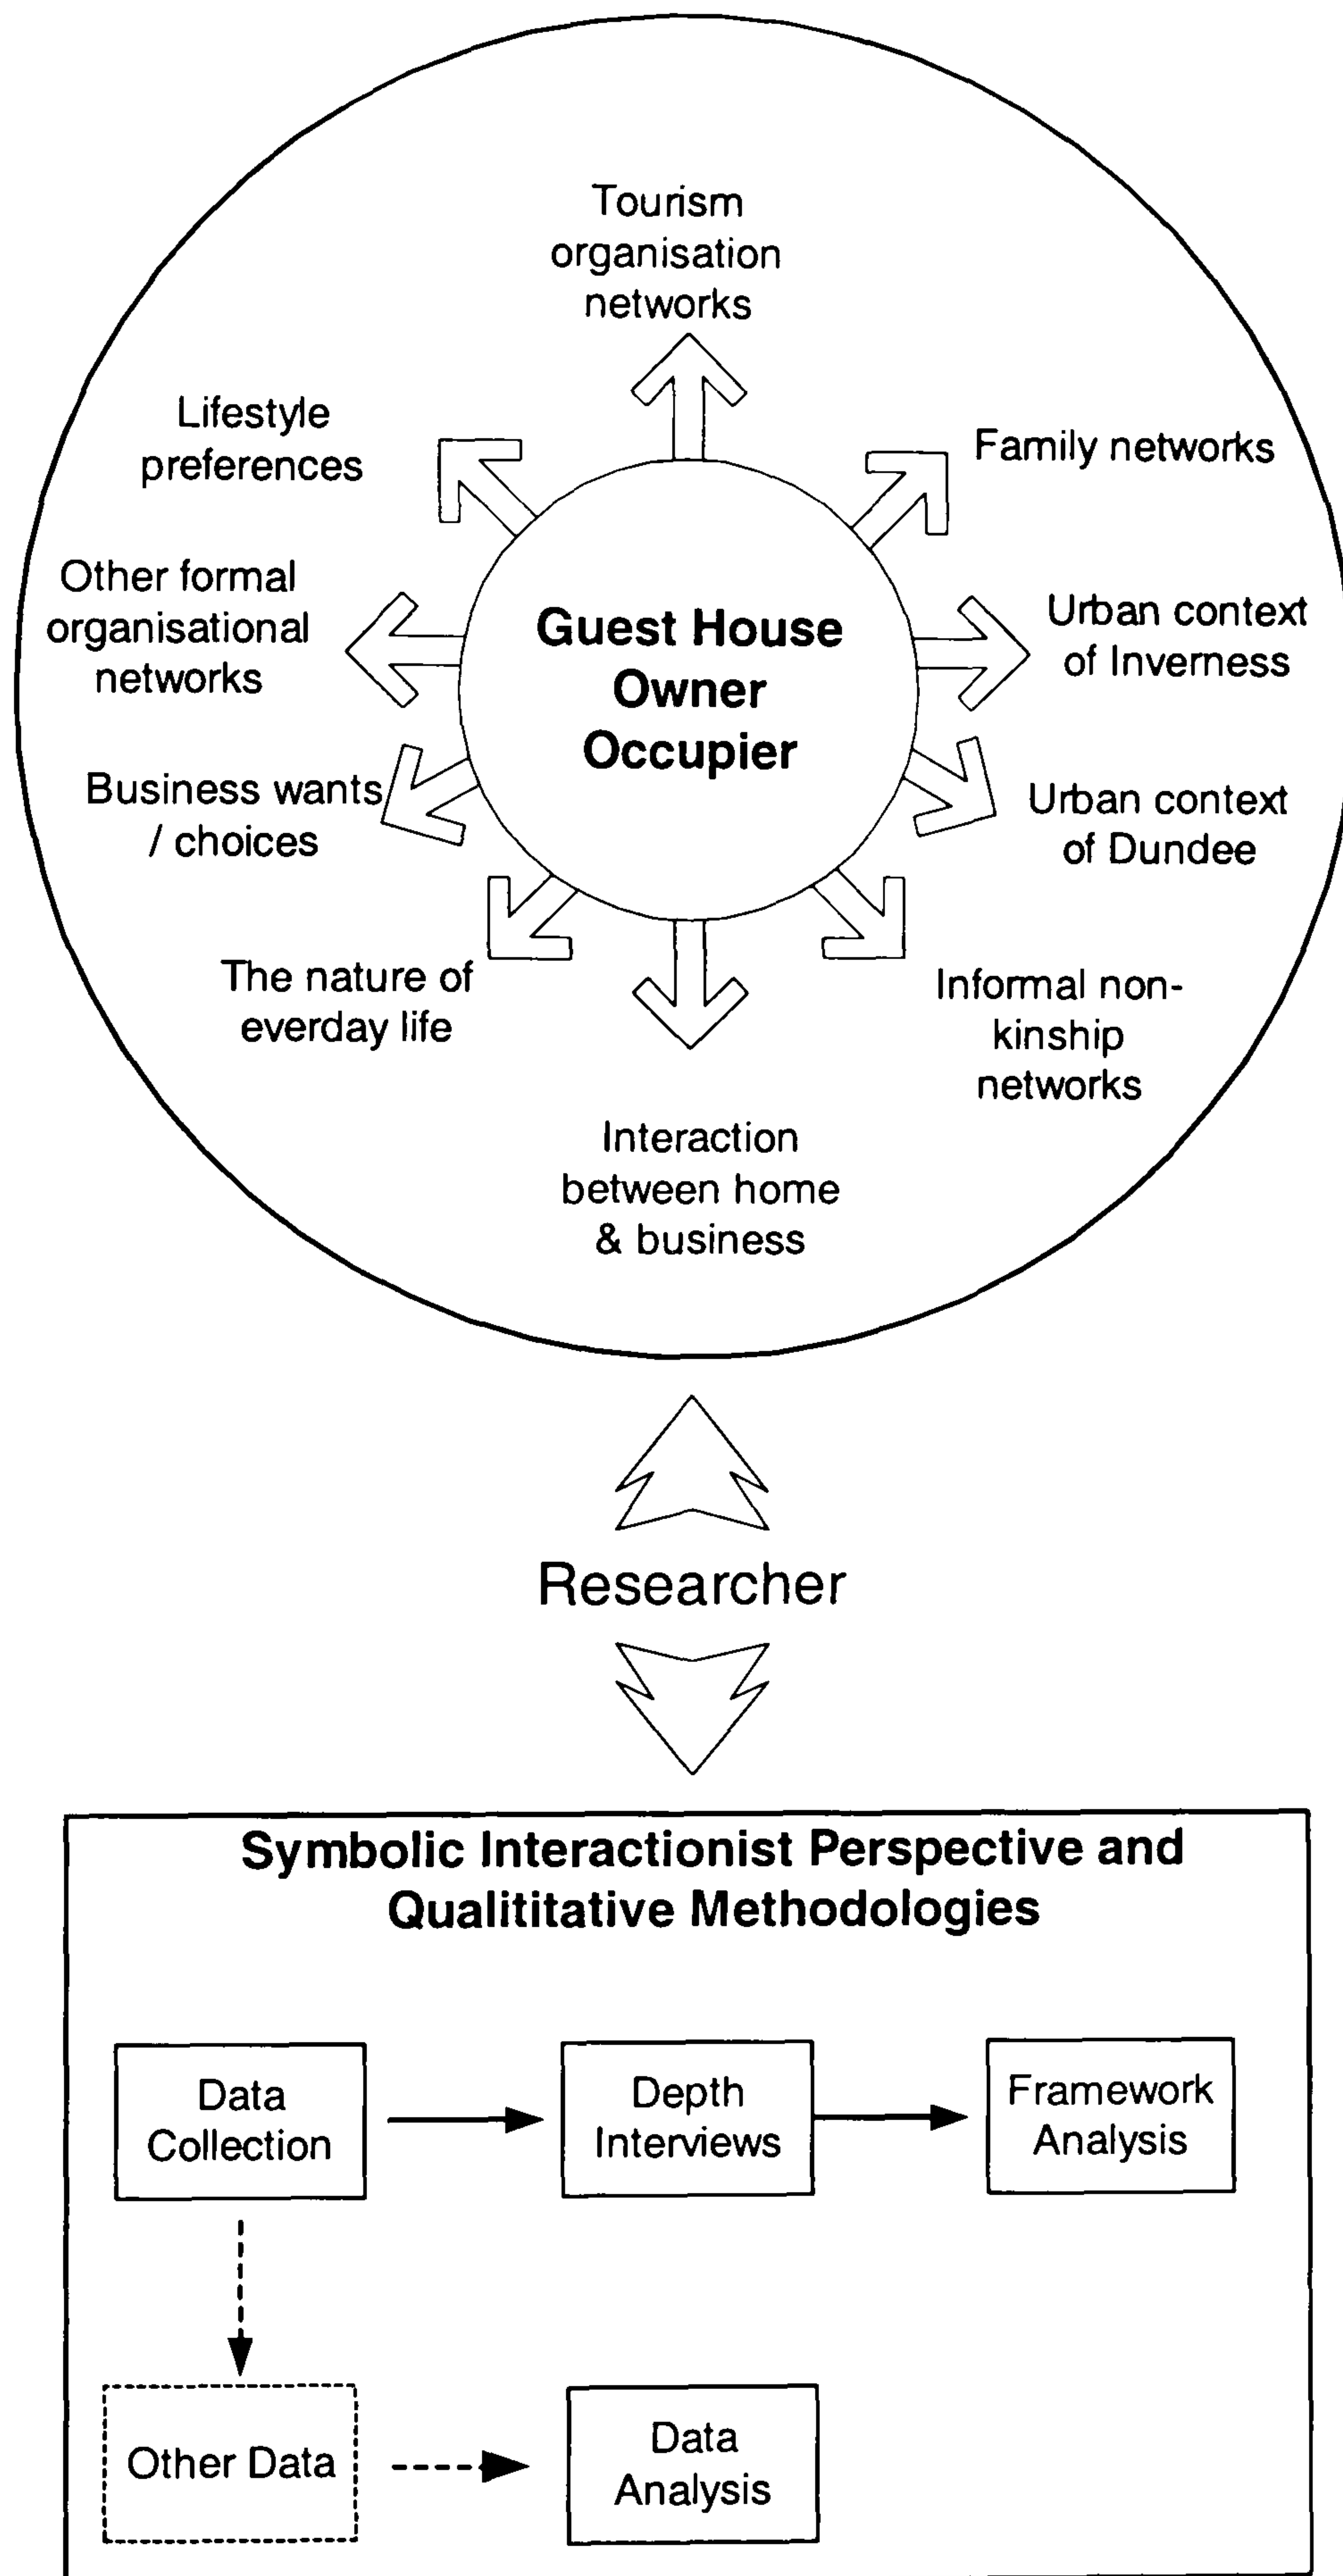 Tourism
organisation
networks
Lifestyle
preferences
Family networks
Other formal
organisational
networks
Urban context
of Inverness
Guest House
Owner
Occupier
Business wants
/ choices
Urban context
of Dundee
The nature of
everday life
Informal non-
kinship
networks
Interaction
between home
& business
Researcher
Symbolic Interactionist Perspective and
Qualititative Methodologies
Data
Collection
Depth
Interviews
Framework
Analysis
Other Data
Data
Analysis